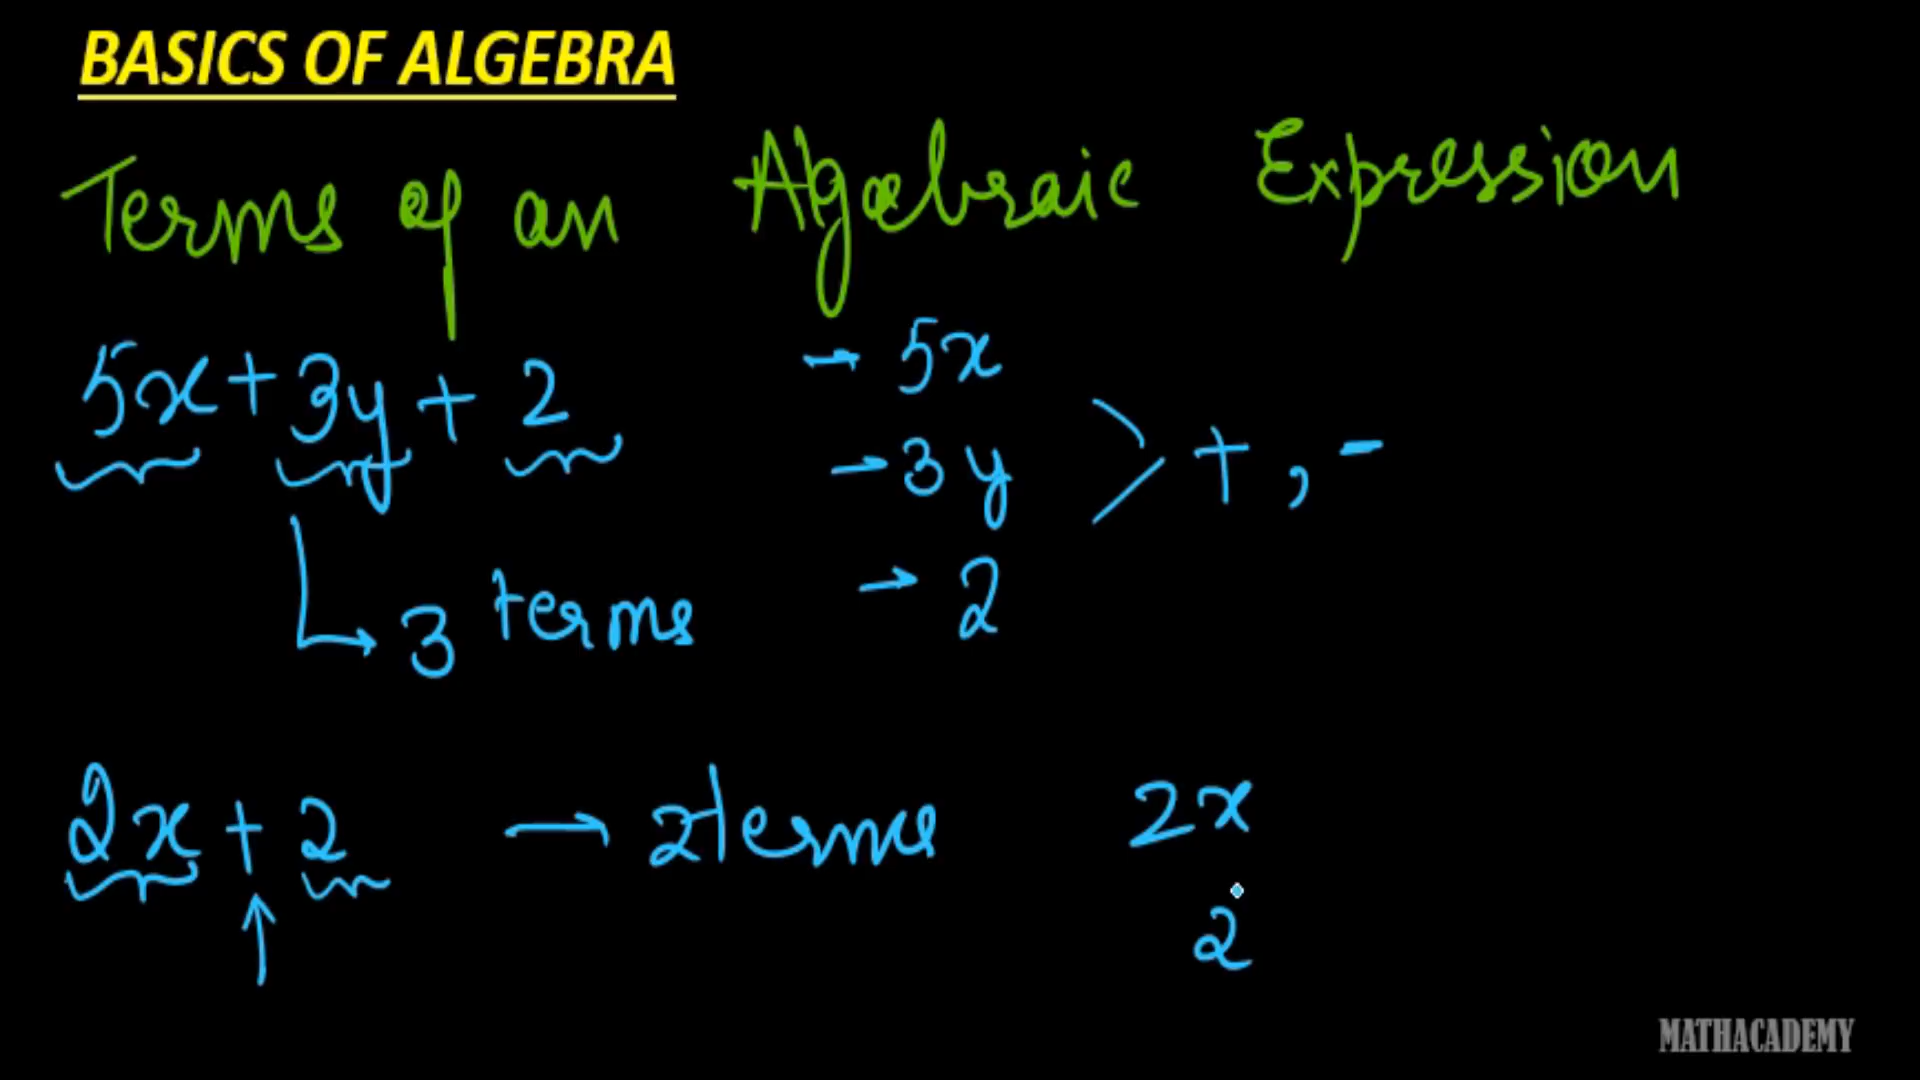 BASICS OF ALGEBRA
Terms of an Algebraic Expression
5x + 3y + 2
→ 5x
→ 3y
→ 2
+ , -
↳ 3 terms
2x + 2 → 2 terms
2x
2
MATHACADEMY